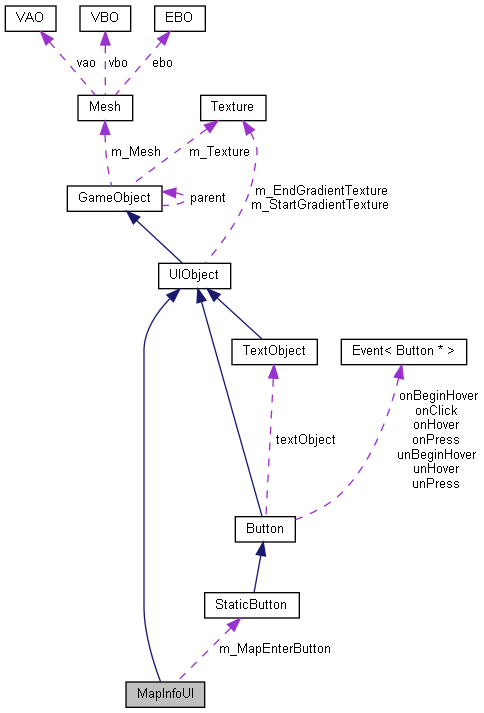 VAO
VBO
EBO
vao
vbo
ebo
Mesh
Texture
m_Mesh
m_Texture
GameObject
parent
m_EndGradientTexture
m_StartGradientTexture
UIObject
TextObject
Event< Button * >
onBeginHover
onClick
onHover
onPress
unBeginHover
unHover
unPress
textObject
Button
StaticButton
m_MapEnterButton
MapInfoUI